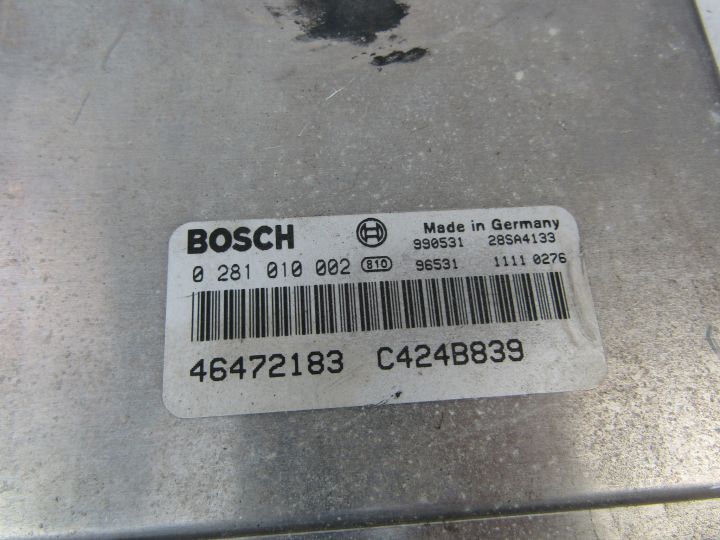 BOSCH Made in Germany
990531 28SA4133
0 281 010 002 810 96531 1111 0276
46472183 C424B839